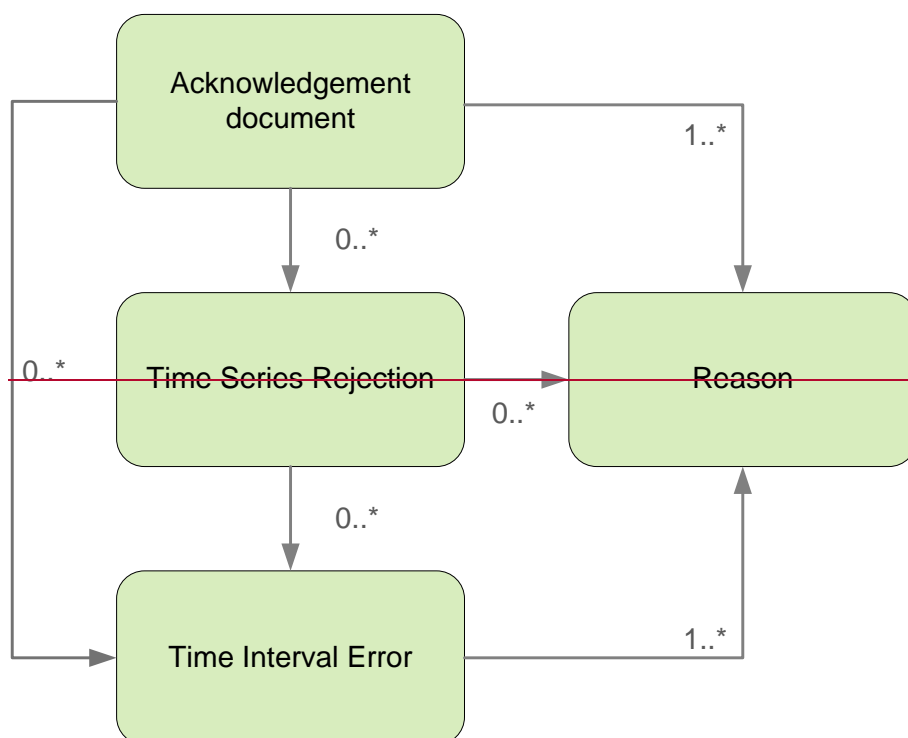 Acknowledgement
document
1..*
0..*
0..*
Time Series Rejection
Reason
0..*
0..*
Time Interval Error
1..*